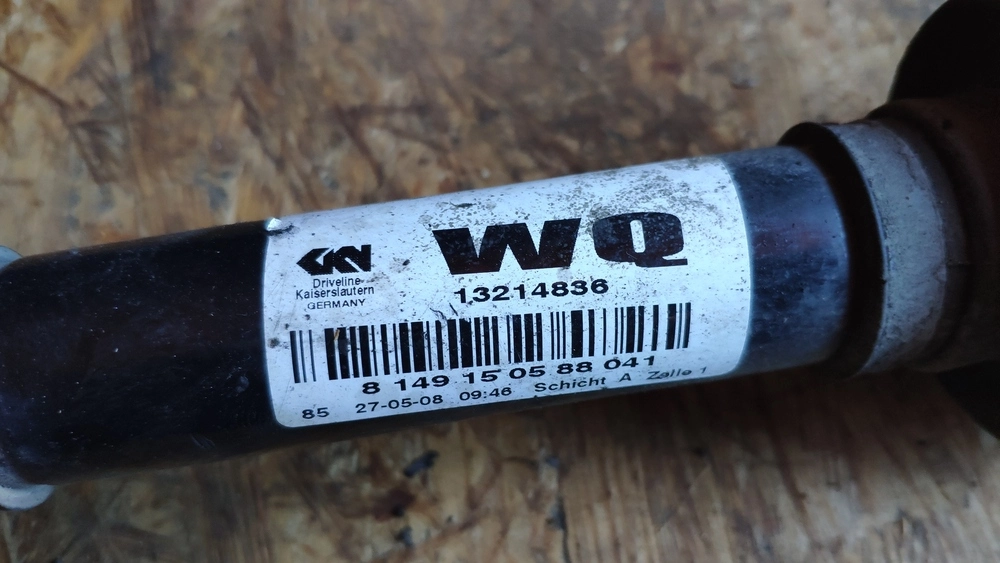 GKN
WQ
Driveline
Kaiserslautern
GERMANY
13214836
8 149 15 05 88 041
85 27-05-08 09:46 Schicht A Zelle 1